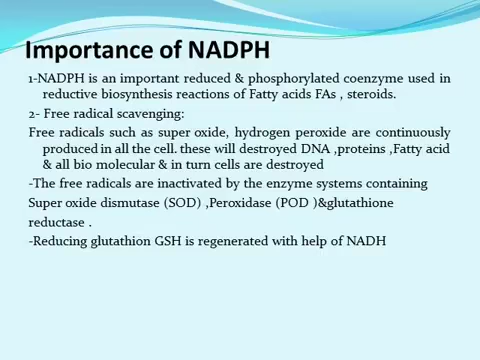 Importance of NADPH
1-NADPH is an important reduced & phosphorylated coenzyme used in
reductive biosynthesis reactions of Fatty acids FAs , steroids.
2- Free radical scavenging:
Free radicals such as super oxide, hydrogen peroxide are continuously
produced in all the cell. these will destroyed DNA ,proteins ,Fatty acid
& all bio molecular & in turn cells are destroyed
-The free radicals are inactivated by the enzyme systems containing
Super oxide dismutase (SOD) ,Peroxidase (POD )&glutathione
reductase .
-Reducing glutathion GSH is regenerated with help of NADH